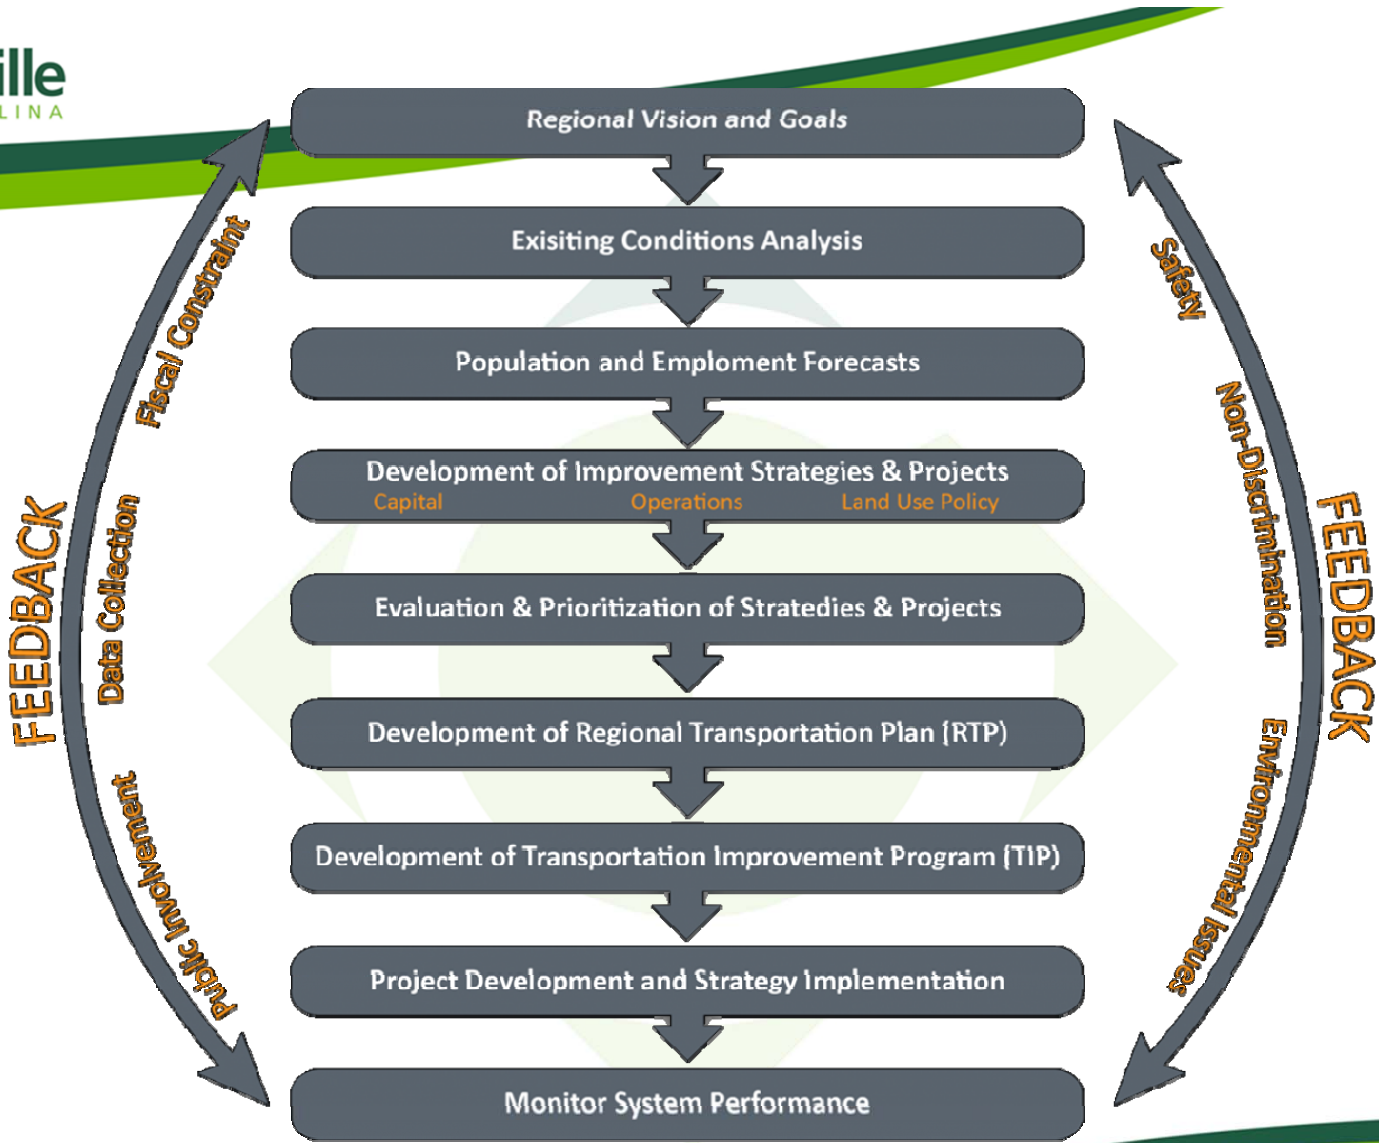 ille
LINA
Regional Vision and Goals
Exisiting Conditions Analysis
Population and Emploment Forecasts
Development of Improvement Strategies & Projects
Capital Operations Land Use Policy
Evaluation & Prioritization of Stratedies & Projects
Development of Regional Transportation Plan (RTP)
Development of Transportation Improvement Program (TIP)
Project Development and Strategy Implementation
Monitor System Performance
FEEDBACK
Fiscal Constraint
Data Collection
Public Involvement
Safety
Non-Discrimination
Environmental Issues
FEEDBACK